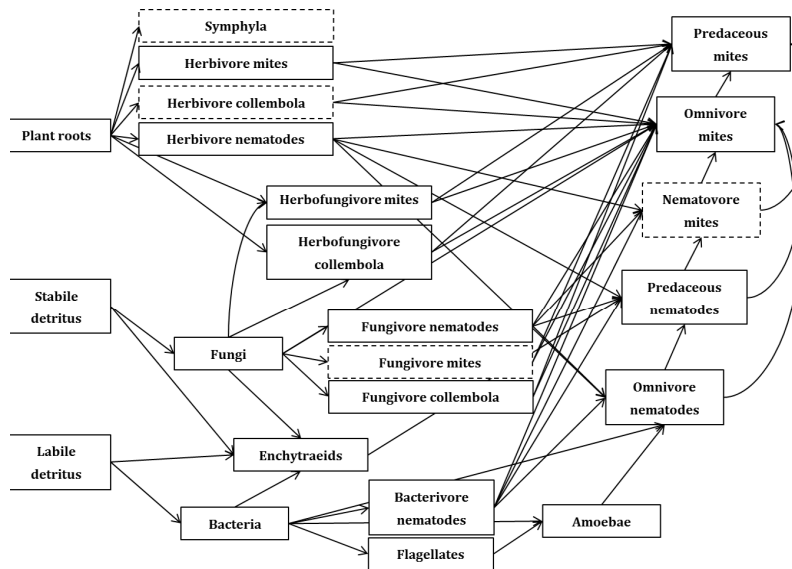 Symphyla
Predaceous
mites
Herbivore mites
Herbivore collembola
Plant roots
Omnivore
mites
Herbivore nematodes
Herbofungivore mites
Nematovore
mites
Herbofungivore
collembola
Stabile
detritus
Predaceous
nematodes
Fungivore nematodes
Fungi
Fungivore mites
Fungivore collembola
Omnivore
nematodes
Labile
detritus
Enchytraeids
Bacterivore
nematodes
Bacteria
Amoebae
Flagellates